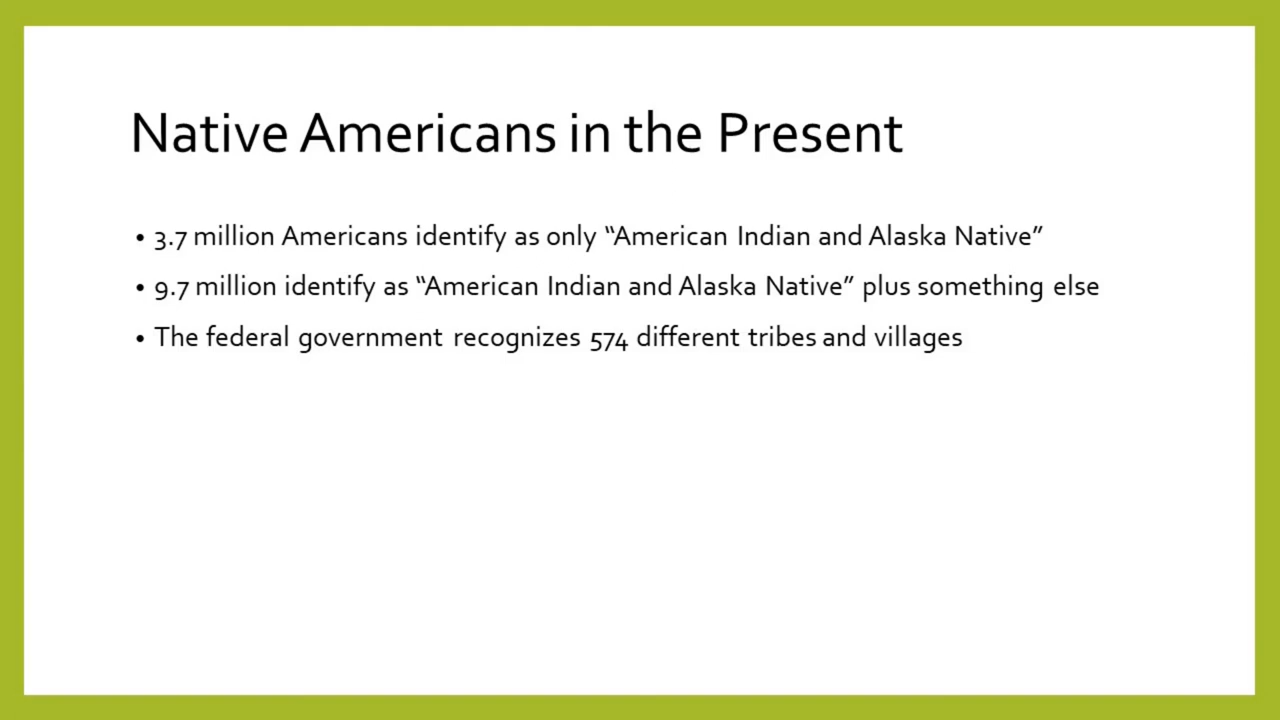 Native Americans in the Present
• 3.7 million Americans identify as only “American Indian and Alaska Native”
• 9.7 million identify as “American Indian and Alaska Native” plus something else
• The federal government recognizes 574 different tribes and villages